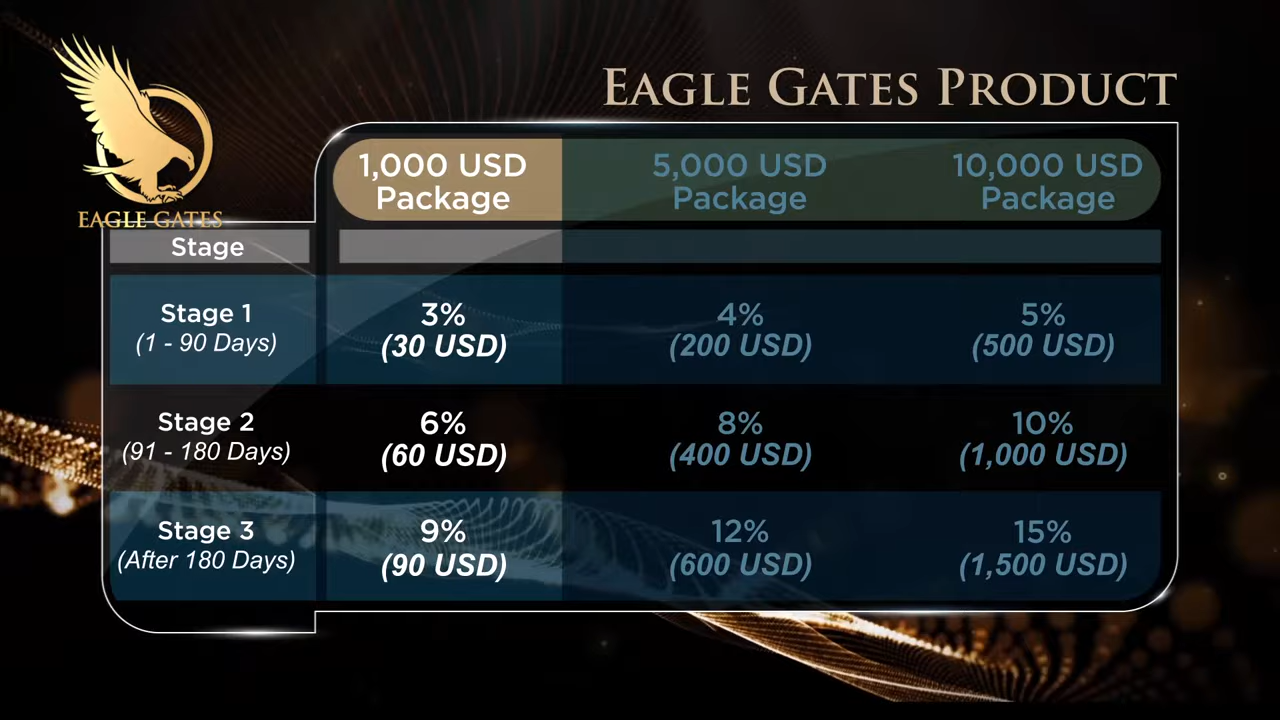 EAGLE GATES PRODUCT
EAGLE GATES
1,000 USD Package
5,000 USD Package
10,000 USD Package
Stage
Stage 1 (1 - 90 Days)
3% (30 USD)
4% (200 USD)
5% (500 USD)
Stage 2 (91 - 180 Days)
6% (60 USD)
8% (400 USD)
10% (1,000 USD)
Stage 3 (After 180 Days)
9% (90 USD)
12% (600 USD)
15% (1,500 USD)